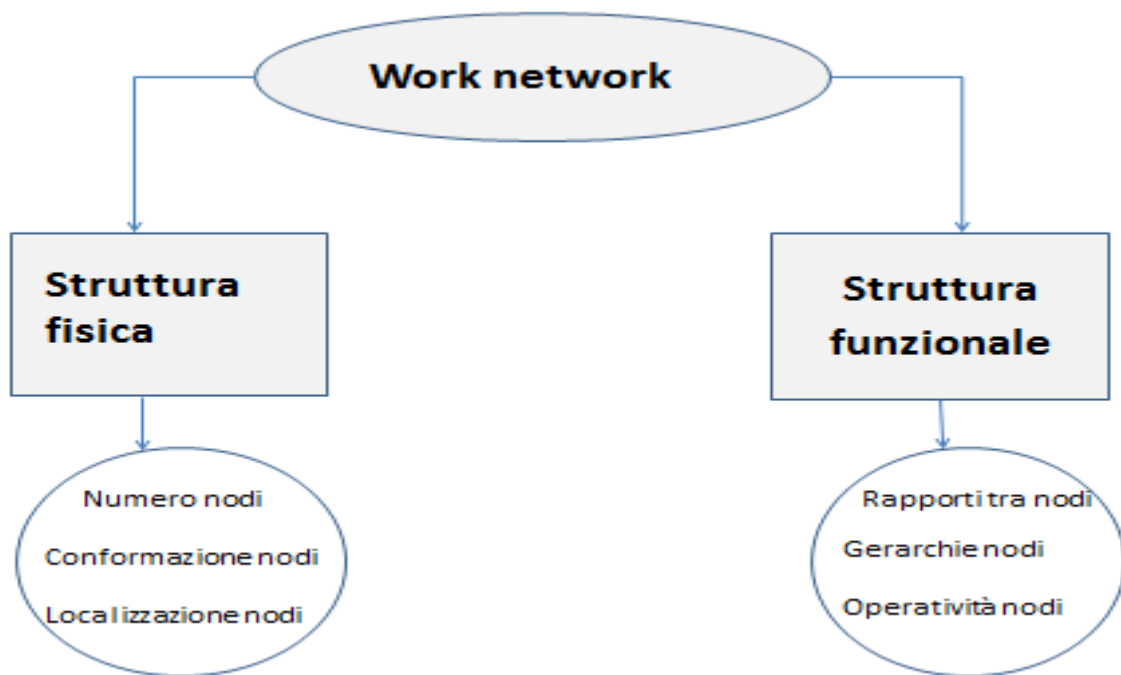 Work network
Struttura
fisica
Struttura
funzionale
Numero nodi
Conformazione nodi
Localizzazione nodi
Rapporti tra nodi
Gerarchie nodi
Operatività nodi